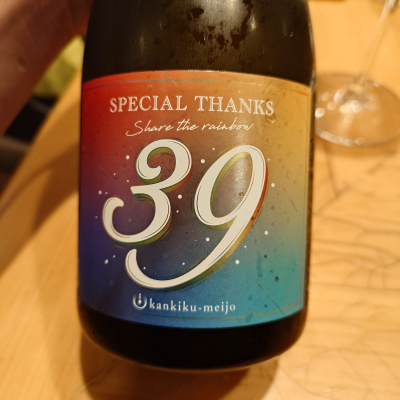 SPECIAL THANKS
Share the rainbow
39
kankiku-meijo